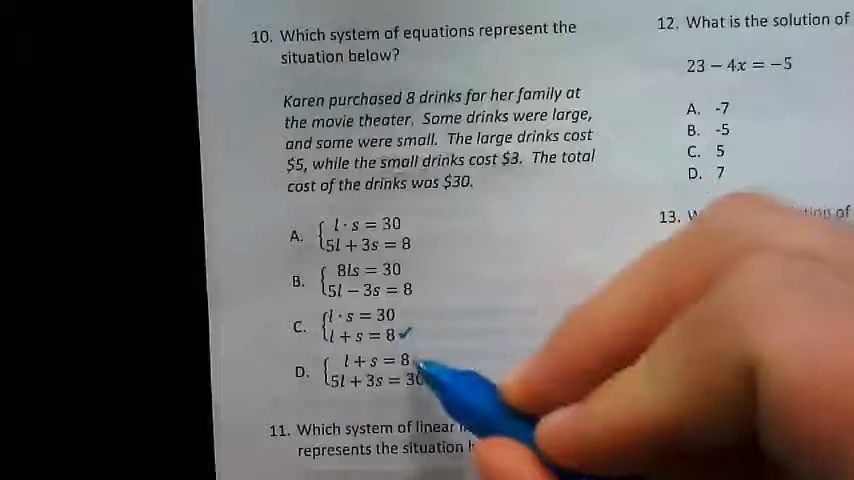 10. Which system of equations represent the
situation below?
Karen purchased 8 drinks for her family at
the movie theater. Some drinks were large,
and some were small. The large drinks cost
$5, while the small drinks cost $3. The total
cost of the drinks was $30.
A. { l · s = 30
5l + 3s = 8
B. { 8ls = 30
5l − 3s = 8
C. { l · s = 30
l + s = 8 ✓
D. { l + s = 8
5l + 3s = 30
11. Which system of linear
represents the situation
12. What is the solution of
23 − 4x = −5
A. -7
B. -5
C. 5
D. 7
13. of